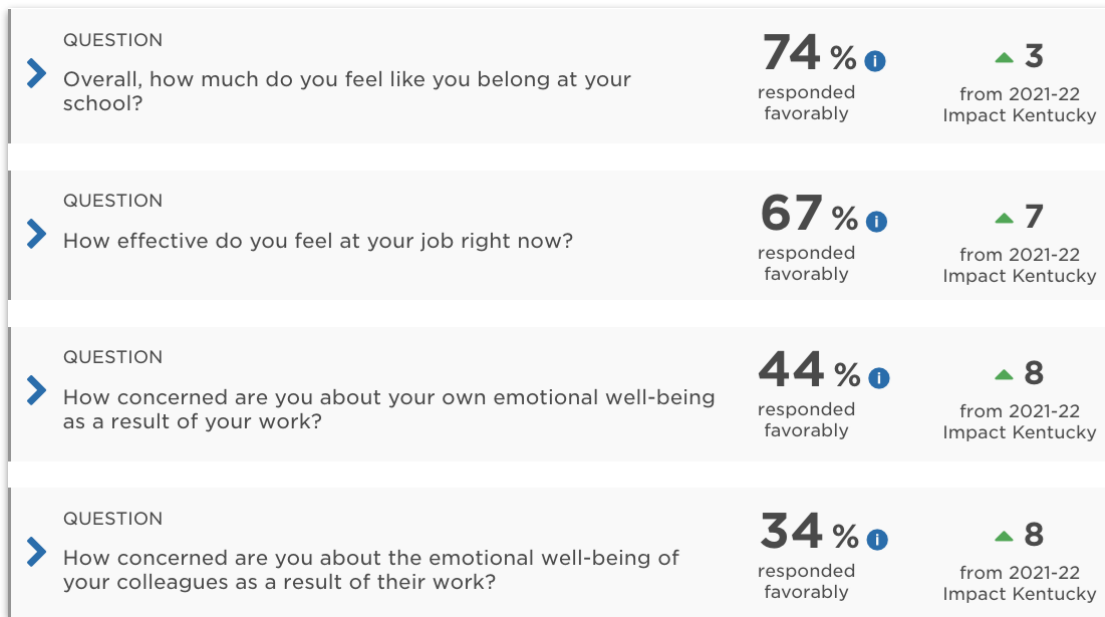 QUESTION
Overall, how much do you feel like you belong at your
school?
74 % i
responded
favorably
3
from 2021-22
Impact Kentucky
QUESTION
How effective do you feel at your job right now?
67 % i
responded
favorably
7
from 2021-22
Impact Kentucky
QUESTION
How concerned are you about your own emotional well-being
as a result of your work?
44 % i
responded
favorably
8
from 2021-22
Impact Kentucky
QUESTION
How concerned are you about the emotional well-being of
your colleagues as a result of their work?
34 % i
responded
favorably
8
from 2021-22
Impact Kentucky